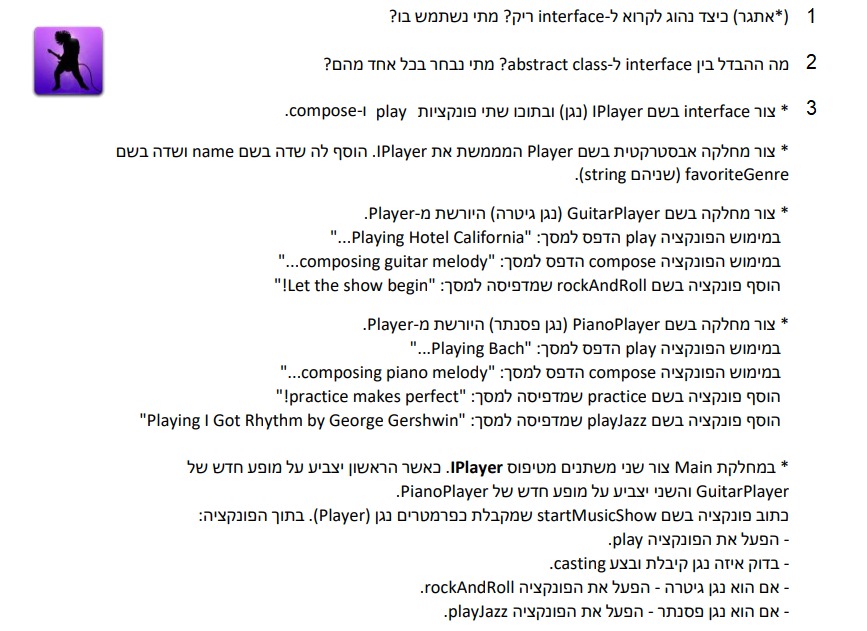 1 (*אתגר) כיצד נהוג לקרוא ל-interface ריק? מתי נשתמש בו?
2 מה ההבדל בין interface ל-abstract class? מתי נבחר בכל אחד מהם?
3 * צור interface בשם IPlayer (נגן) ובתוכו שתי פונקציות play ו-compose.
* צור מחלקה אבסטרקטית בשם Player המממשת את IPlayer. הוסף לה שדה בשם name ושדה בשם
favoriteGenre (שניהם string).
* צור מחלקה בשם GuitarPlayer (נגן גיטרה) היורשת מ-Player.
במימוש הפונקציה play הדפס למסך: "Playing Hotel California..."
במימוש הפונקציה compose הדפס למסך: "composing guitar melody..."
הוסף פונקציה בשם rockAndRoll שמדפיסה למסך: "Let the show begin!"
* צור מחלקה בשם PianoPlayer (נגן פסנתר) היורשת מ-Player.
במימוש הפונקציה play הדפס למסך: "Playing Bach..."
במימוש הפונקציה compose הדפס למסך: "composing piano melody..."
הוסף פונקציה בשם practice שמדפיסה למסך: "practice makes perfect!"
הוסף פונקציה בשם playJazz שמדפיסה למסך: "Playing I Got Rhythm by George Gershwin"
* במחלקת Main צור שני משתנים מטיפוס IPlayer. כאשר הראשון יצביע על מופע חדש של
GuitarPlayer והשני יצביע על מופע חדש של PianoPlayer.
כתוב פונקציה בשם startMusicShow שמקבלת כפרמטרים נגן (Player). בתוך הפונקציה:
- הפעל את הפונקציה play.
- בדוק איזה נגן קיבלת ובצע casting.
- אם הוא נגן גיטרה - הפעל את הפונקציה rockAndRoll.
- אם הוא נגן פסנתר - הפעל את הפונקציה playJazz.